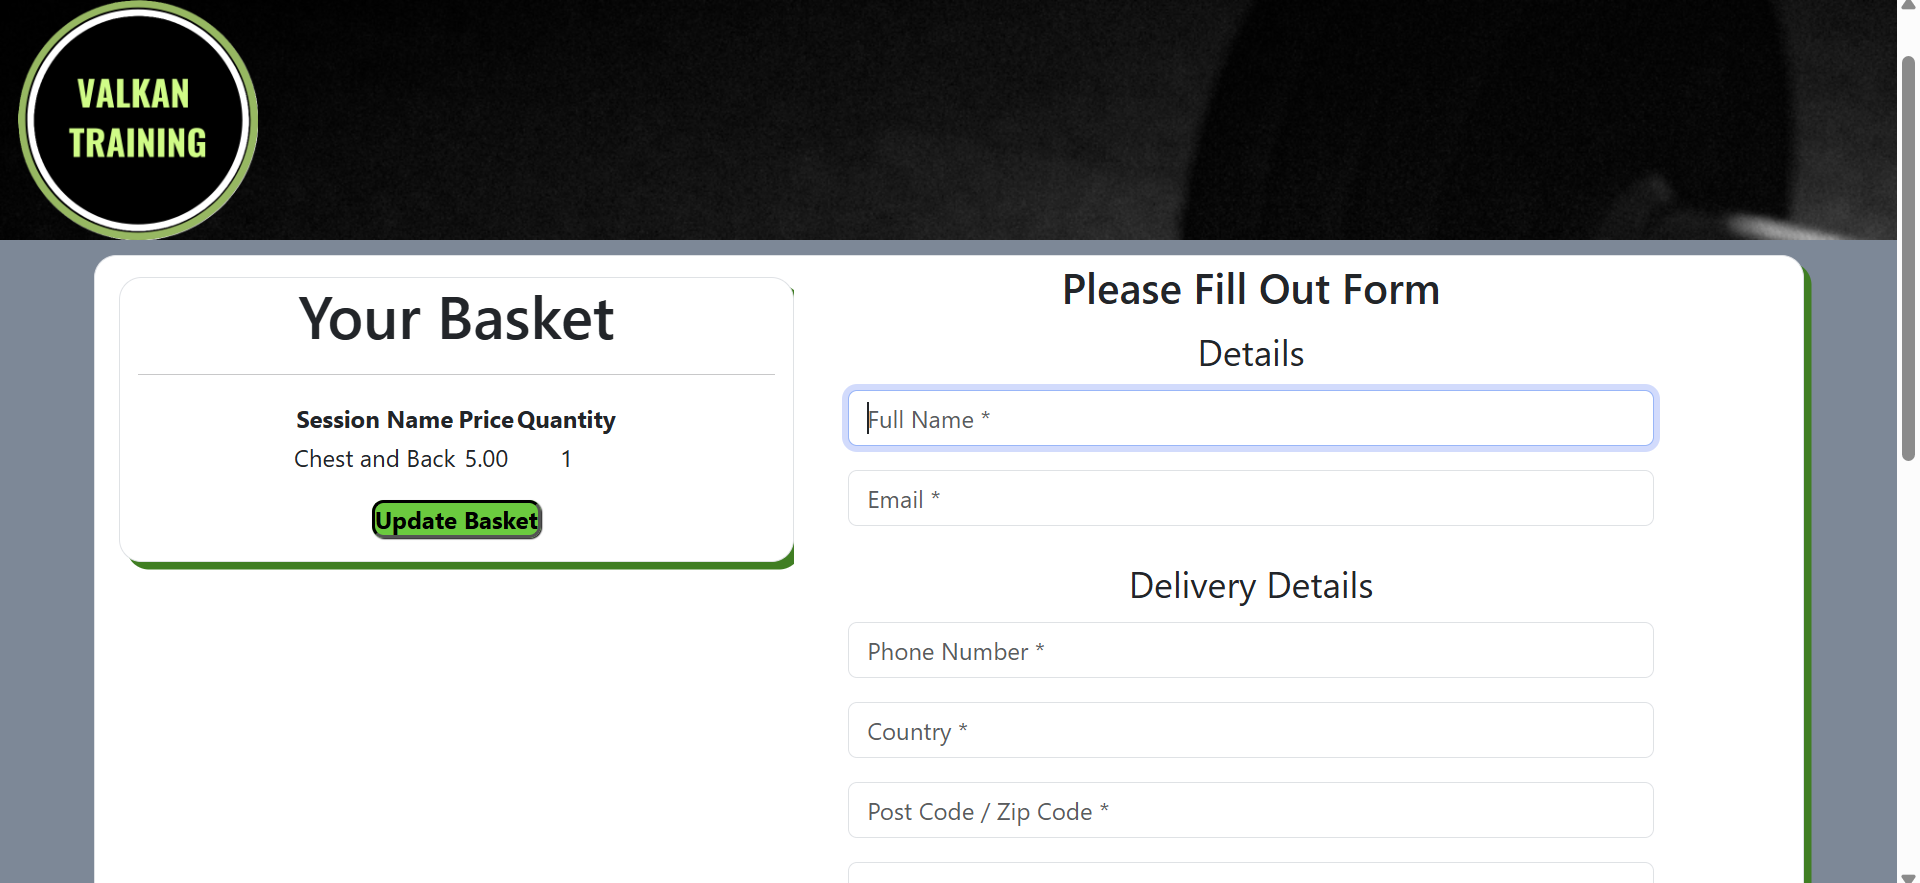 VALKAN
TRAINING
Your Basket
Session Name Price Quantity
Chest and Back 5.00 1
Update Basket
Please Fill Out Form
Details
Full Name *
Email *
Delivery Details
Phone Number *
Country *
Post Code / Zip Code *